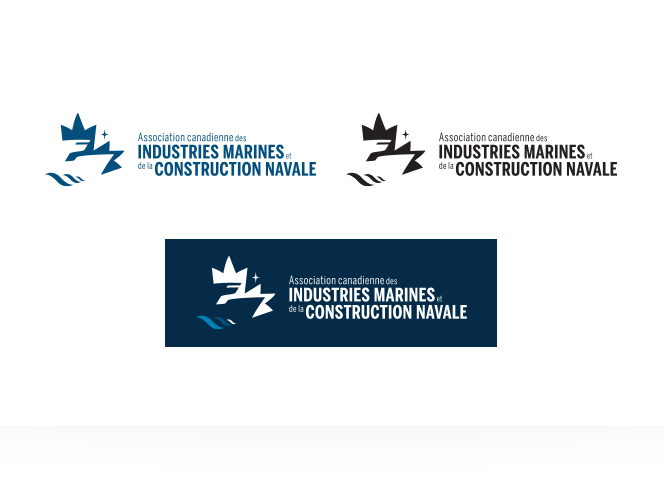 Association canadienne des
INDUSTRIES MARINES et
de la CONSTRUCTION NAVALE
Association canadienne des
INDUSTRIES MARINES et
de la CONSTRUCTION NAVALE
Association canadienne des
INDUSTRIES MARINES et
de la CONSTRUCTION NAVALE